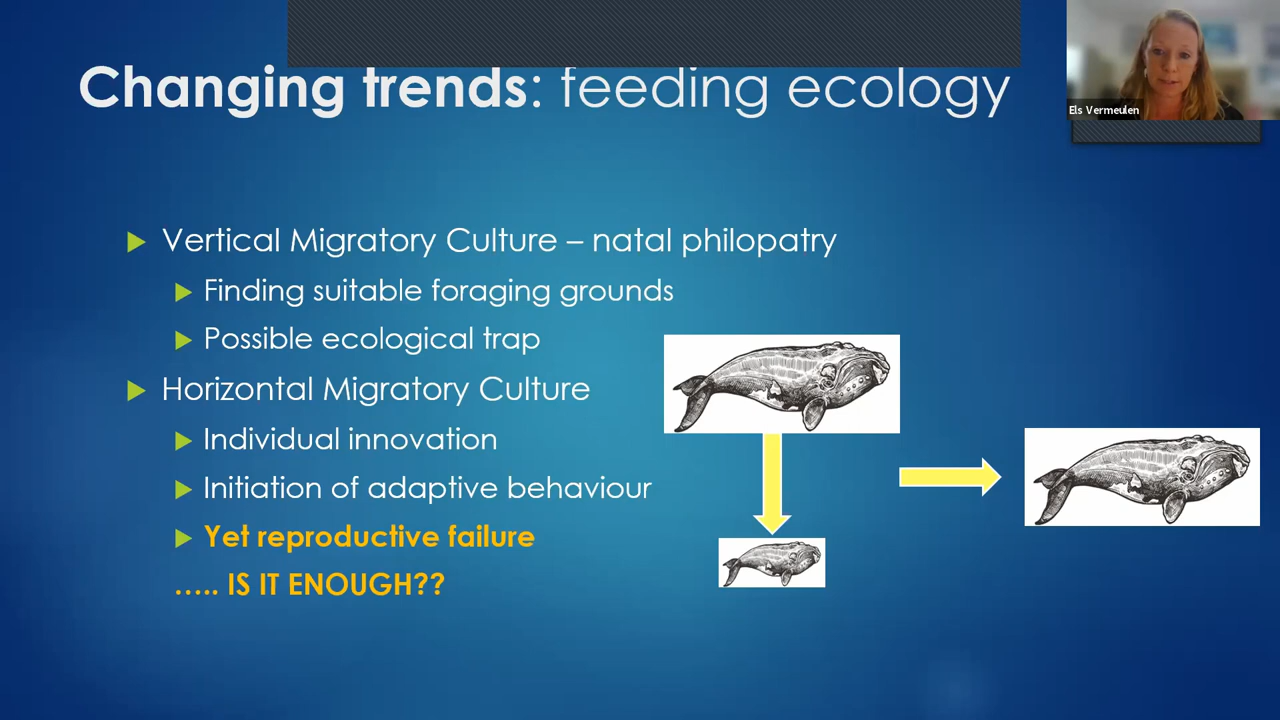 Changing trends: feeding ecology
Els Vermeulen
Vertical Migratory Culture – natal philopatry
Finding suitable foraging grounds
Possible ecological trap
Horizontal Migratory Culture
Individual innovation
Initiation of adaptive behaviour
Yet reproductive failure
….. IS IT ENOUGH??